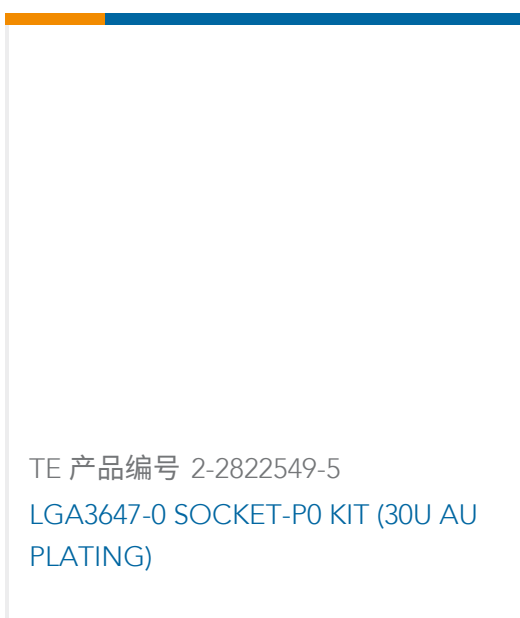 TE 产品编号 2-2822549-5
LGA3647-0 SOCKET-P0 KIT (30U AU
PLATING)